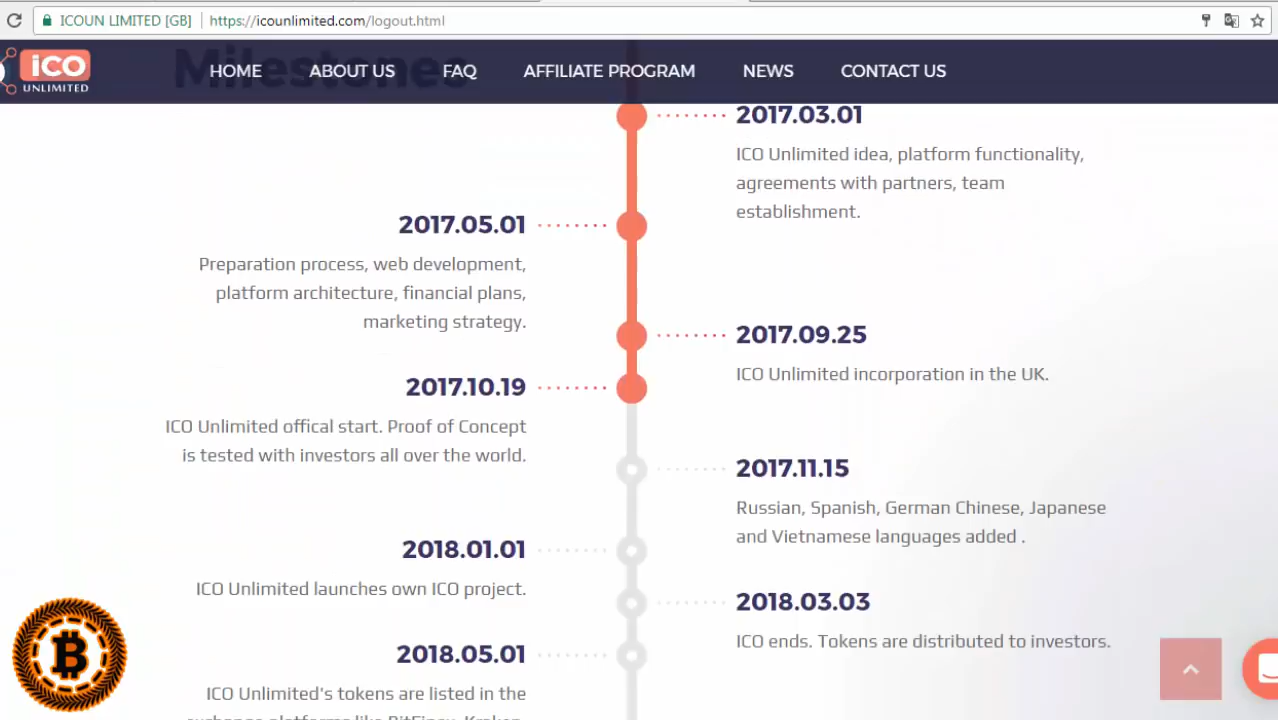 ICOUN LIMITED [GB]
https://icounlimited.com/logout.html
iCO
UNLIMITED
Milestones
HOME
ABOUT US
FAQ
AFFILIATE PROGRAM
NEWS
CONTACT US
2017.03.01
ICO Unlimited idea, platform functionality,
agreements with partners, team
establishment.
2017.05.01
Preparation process, web development,
platform architecture, financial plans,
marketing strategy.
2017.09.25
ICO Unlimited incorporation in the UK.
2017.10.19
ICO Unlimited offical start. Proof of Concept
is tested with investors all over the world.
2017.11.15
Russian, Spanish, German Chinese, Japanese
and Vietnamese languages added .
2018.01.01
ICO Unlimited launches own ICO project.
2018.03.03
ICO ends. Tokens are distributed to investors.
2018.05.01
ICO Unlimited's tokens are listed in the
exchange platforms like BitFinex, Kraken,